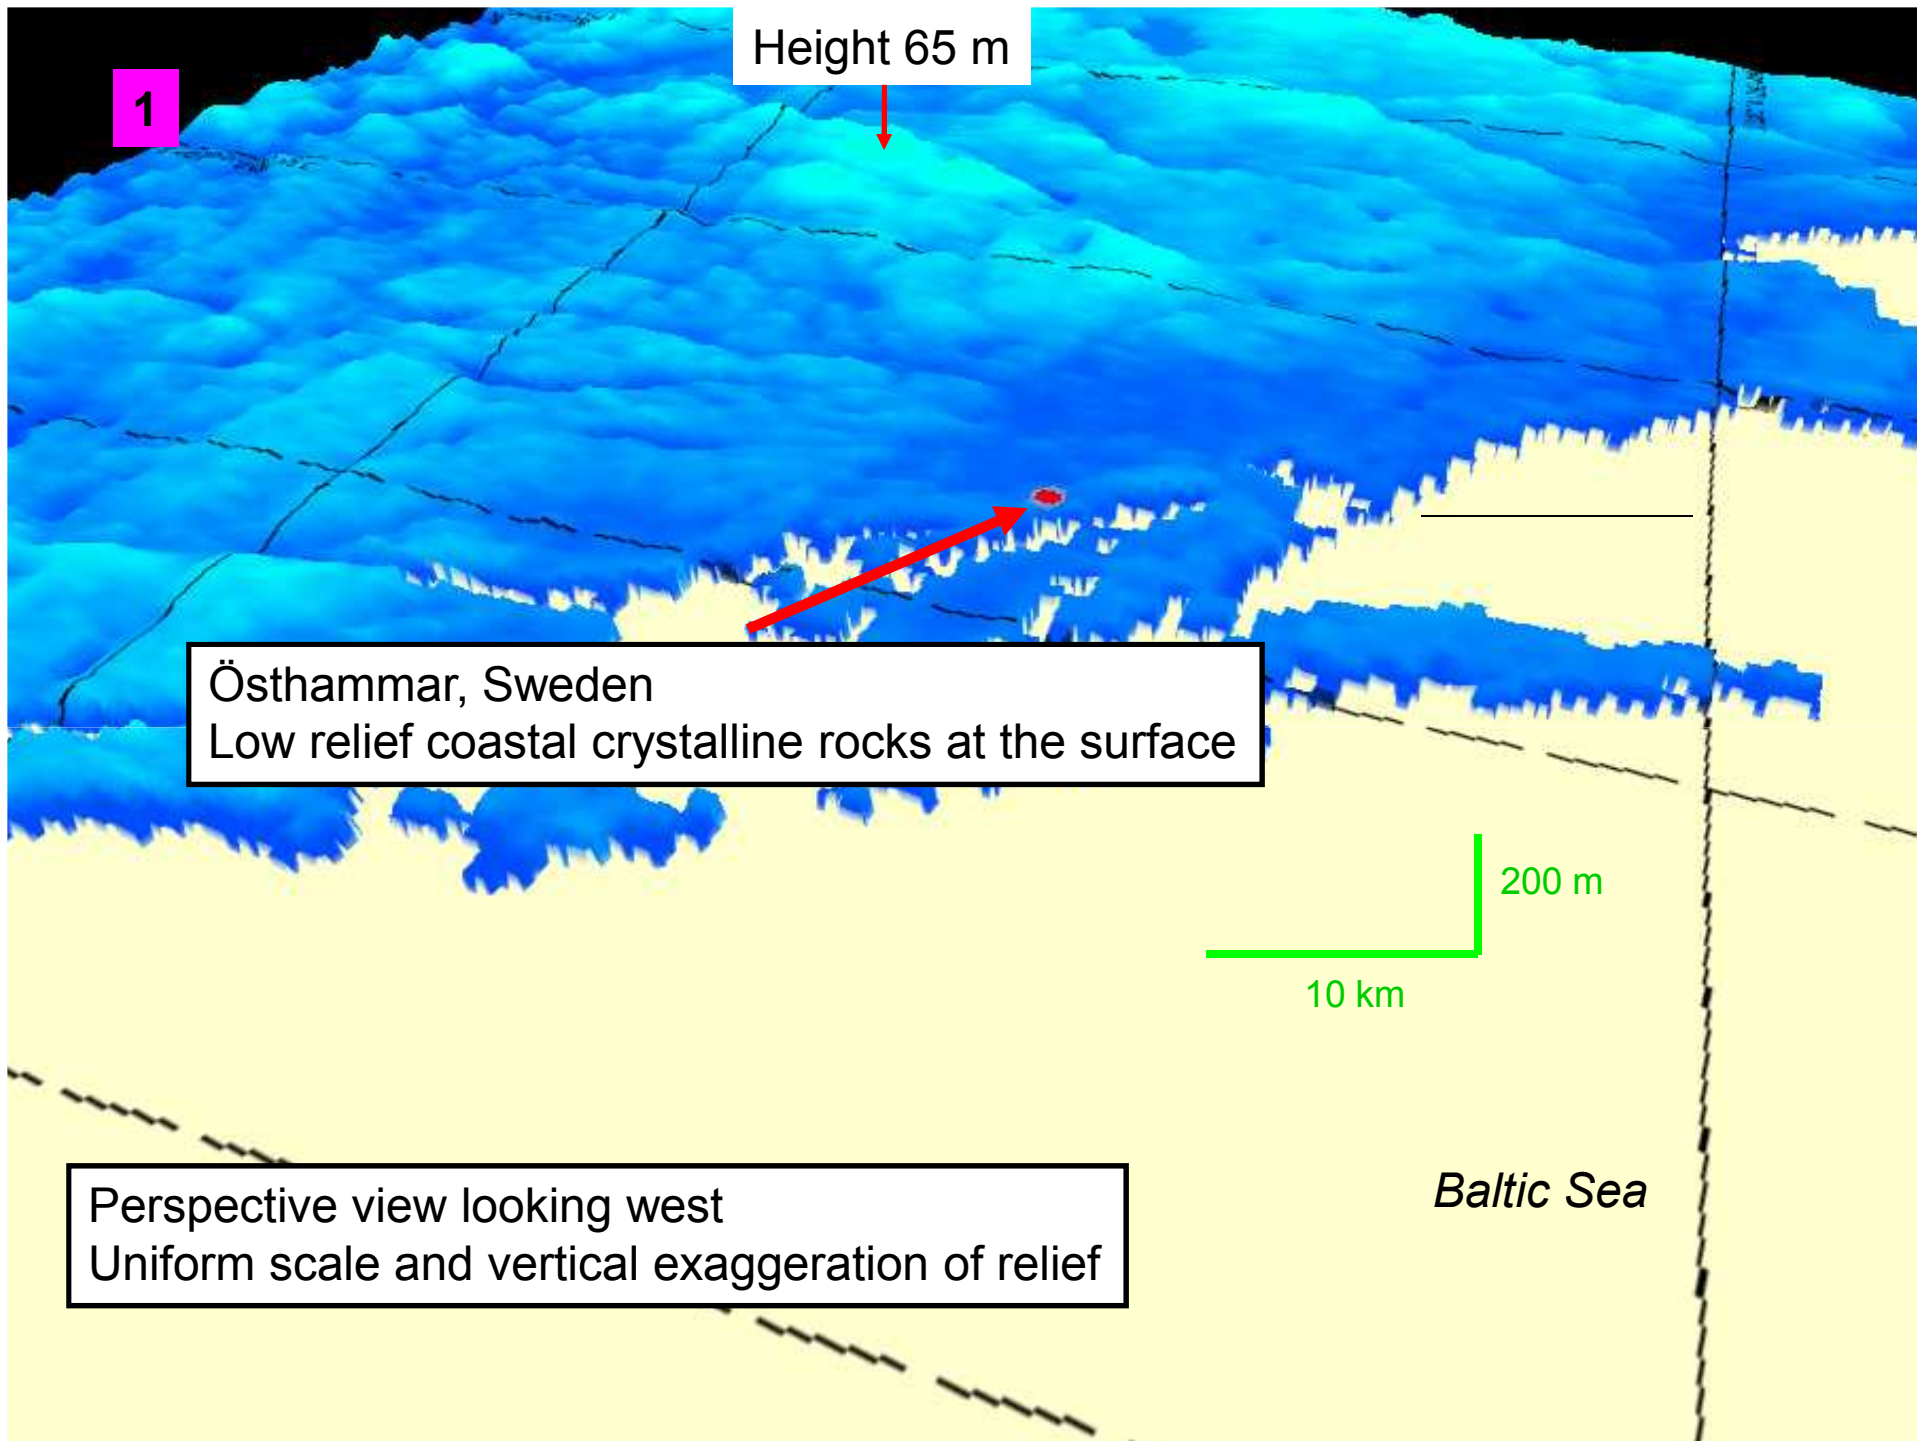 1
Height 65 m
Östhammar, Sweden
Low relief coastal crystalline rocks at the surface
200 m
10 km
Baltic Sea
Perspective view looking west
Uniform scale and vertical exaggeration of relief